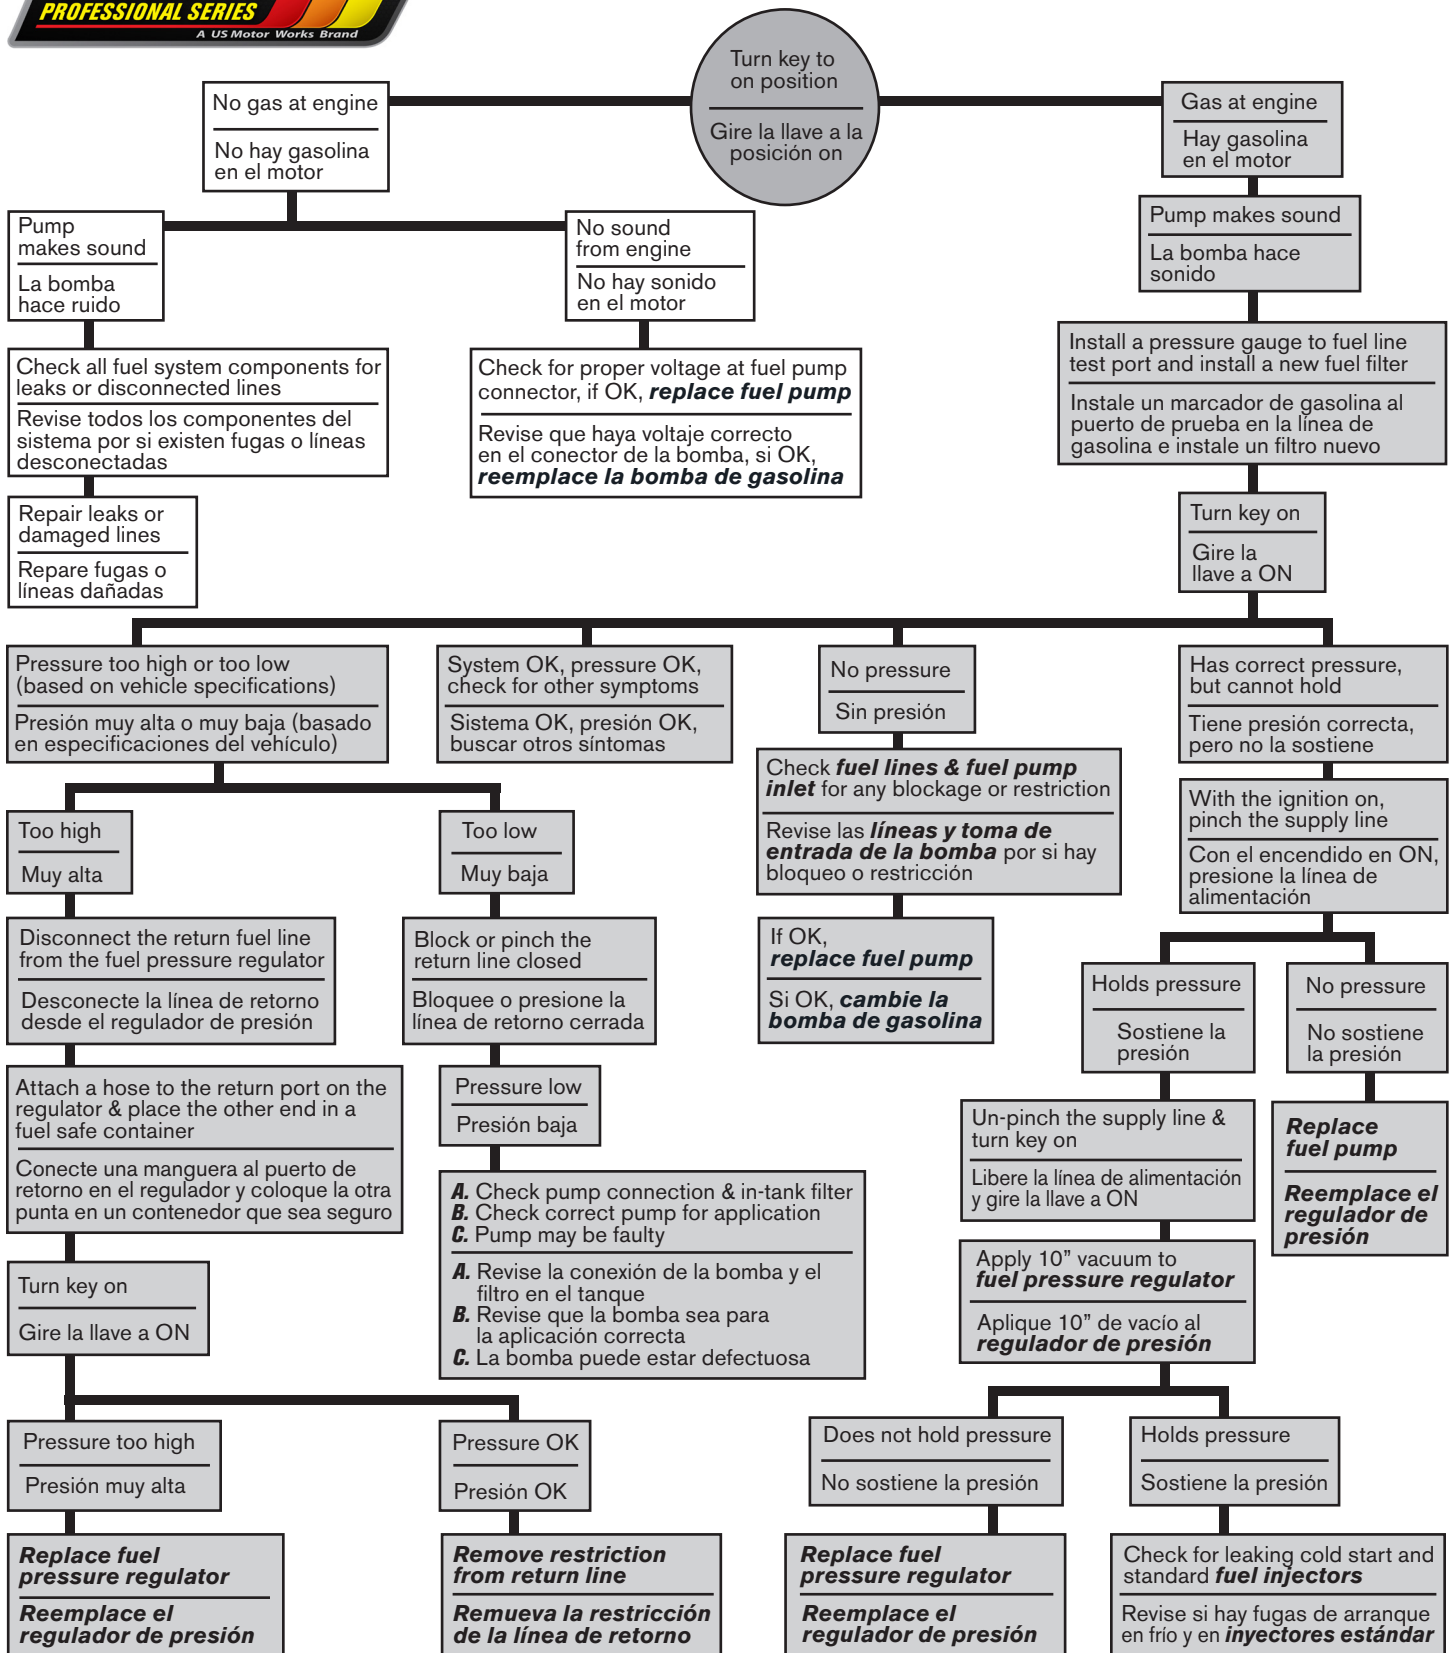 PROFESSIONAL SERIES
A US Motor Works Brand
Turn key to
on position
Gire la llave a la
posición on
No gas at engine
No hay gasolina
en el motor
Gas at engine
Hay gasolina
en el motor
Pump
makes sound
La bomba
hace ruido
No sound
from engine
No hay sonido
en el motor
Pump makes sound
La bomba hace
sonido
Check all fuel system components for
leaks or disconnected lines
Revise todos los componentes del
sistema por si existen fugas o líneas
desconectadas
Check for proper voltage at fuel pump
connector, if OK, replace fuel pump
Revise que haya voltaje correcto
en el conector de la bomba, si OK,
reemplace la bomba de gasolina
Install a pressure gauge to fuel line
test port and install a new fuel filter
Instale un marcador de gasolina al
puerto de prueba en la línea de
gasolina e instale un filtro nuevo
Repair leaks or
damaged lines
Repare fugas o
líneas dañadas
Turn key on
Gire la
llave a ON
Pressure too high or too low
(based on vehicle specifications)
Presión muy alta o muy baja (basado
en especificaciones del vehículo)
System OK, pressure OK,
check for other symptoms
Sistema OK, presión OK,
buscar otros síntomas
No pressure
Sin presión
Has correct pressure,
but cannot hold
Tiene presión correcta,
pero no la sostiene
Check fuel lines & fuel pump
inlet for any blockage or restriction
Revise las líneas y toma de
entrada de la bomba por si hay
bloqueo o restricción
With the ignition on,
pinch the supply line
Con el encendido en ON,
presione la línea de
alimentación
Too high
Muy alta
Too low
Muy baja
Disconnect the return fuel line
from the fuel pressure regulator
Desconecte la línea de retorno
desde el regulador de presión
Block or pinch the
return line closed
Bloquee o presione la
línea de retorno cerrada
If OK,
replace fuel pump
Si OK, cambie la
bomba de gasolina
Holds pressure
Sostiene la
presión
No pressure
No sostiene
la presión
Attach a hose to the return port on the
regulator & place the other end in a
fuel safe container
Conecte una manguera al puerto de
retorno en el regulador y coloque la otra
punta en un contenedor que sea seguro
Pressure low
Presión baja
Un-pinch the supply line &
turn key on
Libere la línea de alimentación
y gire la llave a ON
Replace
fuel pump
Reemplace el
regulador de
presión
A. Check pump connection & in-tank filter
B. Check correct pump for application
C. Pump may be faulty
A. Revise la conexión de la bomba y el
filtro en el tanque
B. Revise que la bomba sea para
la aplicación correcta
C. La bomba puede estar defectuosa
Apply 10” vacuum to
fuel pressure regulator
Aplique 10” de vacío al
regulador de presión
Turn key on
Gire la llave a ON
Pressure too high
Presión muy alta
Pressure OK
Presión OK
Does not hold pressure
No sostiene la presión
Holds pressure
Sostiene la presión
Replace fuel
pressure regulator
Reemplace el
regulador de presión
Remove restriction
from return line
Remueva la restricción
de la línea de retorno
Replace fuel
pressure regulator
Reemplace el
regulador de presión
Check for leaking cold start and
standard fuel injectors
Revise si hay fugas de arranque
en frío y en inyectores estándar